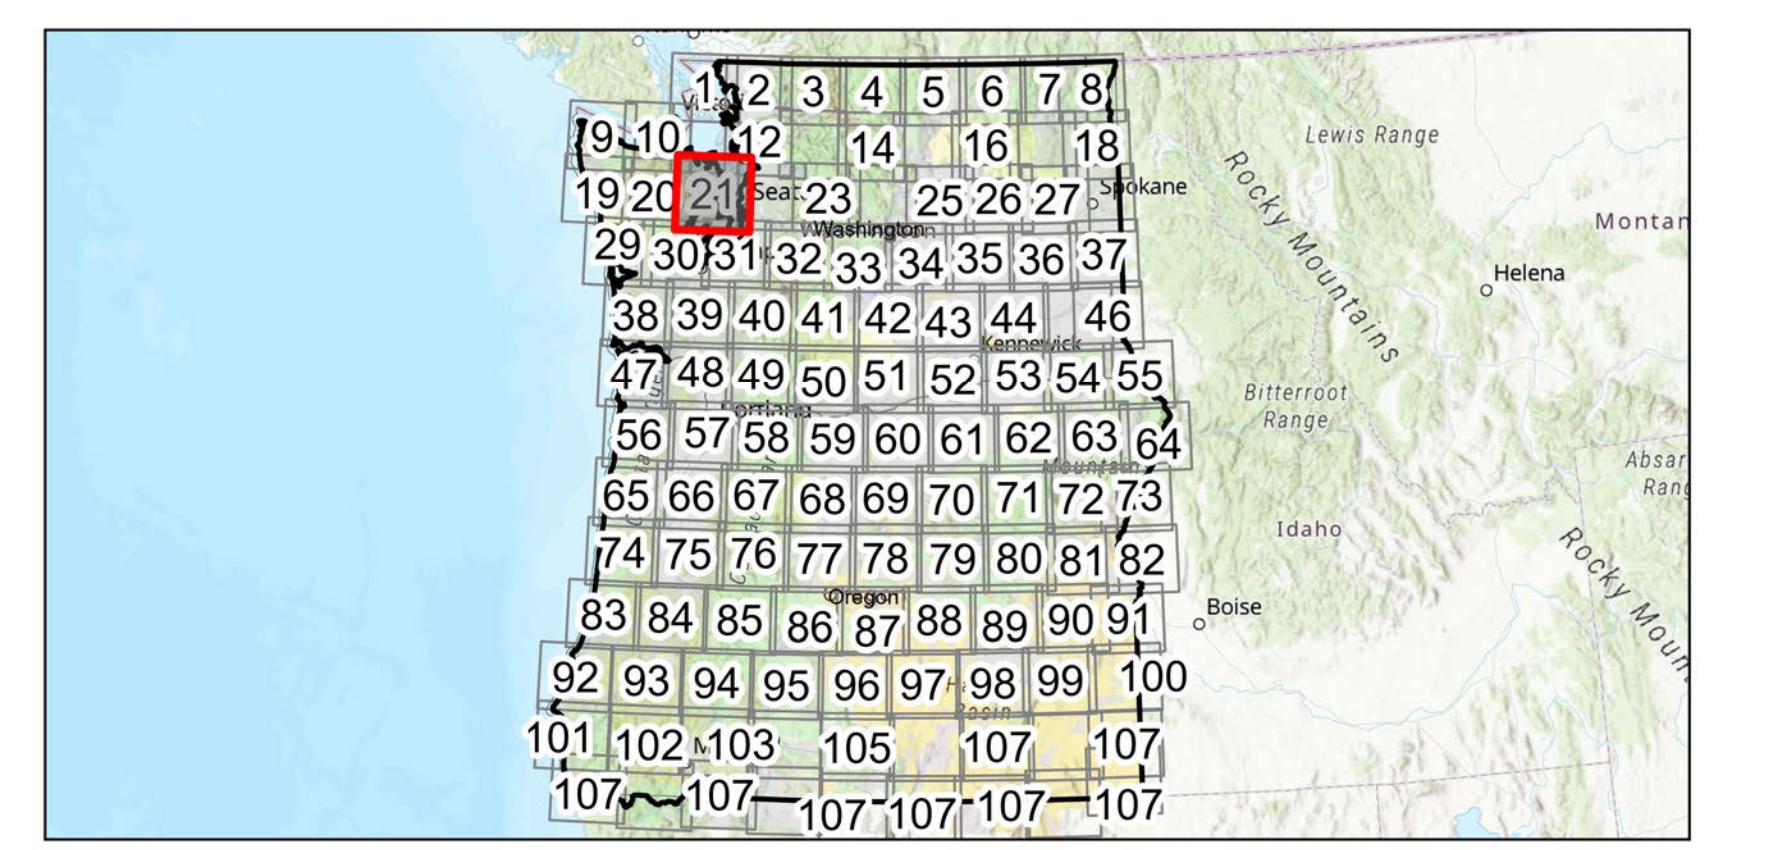 1 2 3 4 5 6 7 8
Lewis Range
9 10 12 14 16 18
19 20 21 Seat 23 25 26 27 Spokane
Rocky Mountains
Montan
Washington
29 30 31 32 33 34 35 36 37
Helena
38 39 40 41 42 43 44 46
Kennewick
47 48 49 50 51 52 53 54 55
Bitterroot
Range
Portland
56 57 58 59 60 61 62 63 64
Mountain
Absar
Rang
65 66 67 68 69 70 71 72 73
Idaho
74 75 76 77 78 79 80 81 82
Rocky Moun
Oregon
Boise
83 84 85 86 87 88 89 90 91
92 93 94 95 96 97 98 99 100
Basin
101 102 M 103 105 107 107
107 107 107 107 107 107